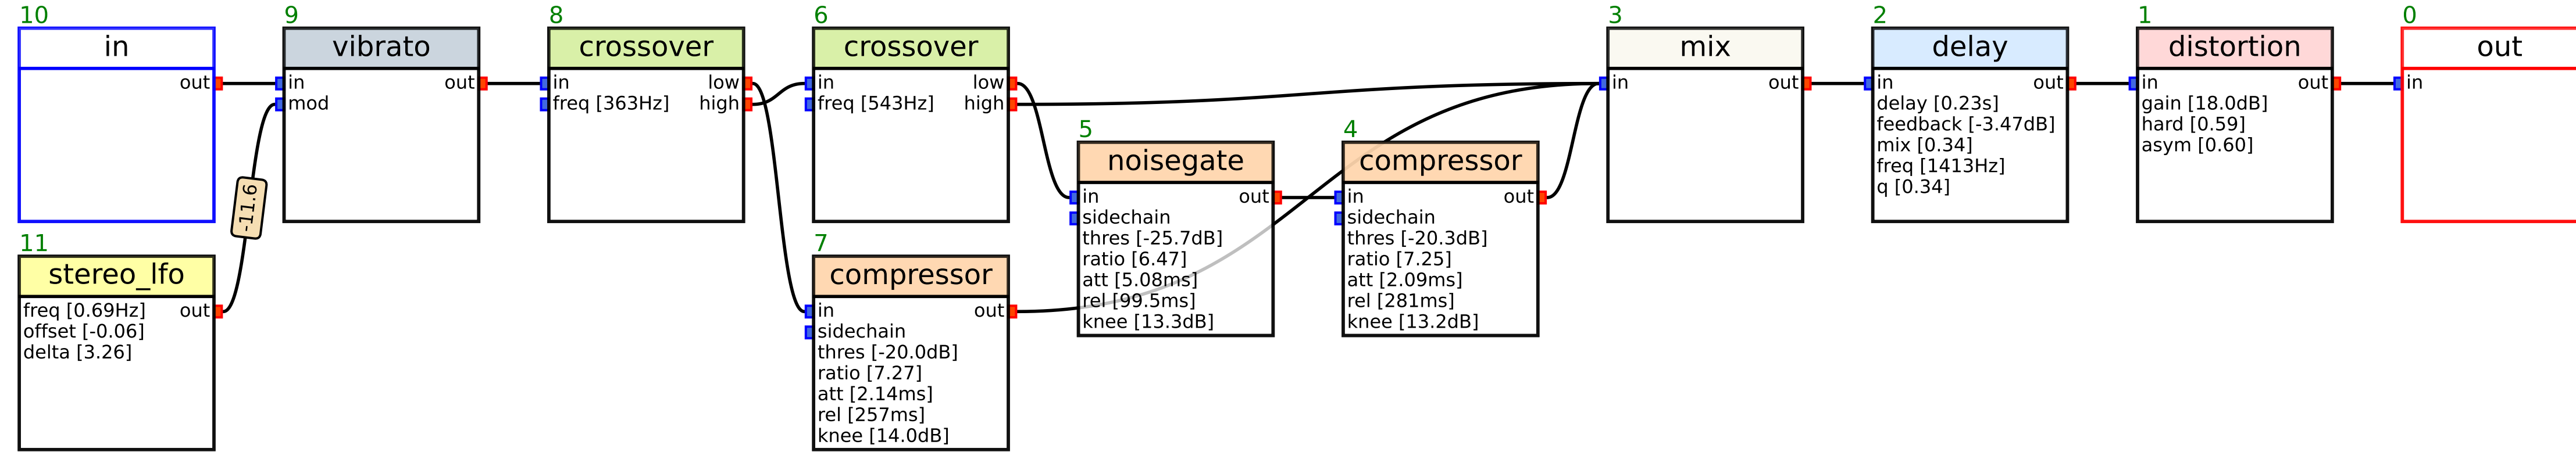 10
in
out
9
vibrato
in out
mod
8
crossover
in low
freq [363Hz] high
6
crossover
in low
freq [543Hz] high
3
mix
in out
2
delay
in out
delay [0.23s]
feedback [-3.47dB]
mix [0.34]
freq [1413Hz]
q [0.34]
1
distortion
in out
gain [18.0dB]
hard [0.59]
asym [0.60]
0
out
in
5
noisegate
in out
sidechain
thres [-25.7dB]
ratio [6.47]
att [5.08ms]
rel [99.5ms]
knee [13.3dB]
4
compressor
in out
sidechain
thres [-20.3dB]
ratio [7.25]
att [2.09ms]
rel [281ms]
knee [13.2dB]
-11.6
11
stereo_lfo
freq [0.69Hz] out
offset [-0.06]
delta [3.26]
7
compressor
in out
sidechain
thres [-20.0dB]
ratio [7.27]
att [2.14ms]
rel [257ms]
knee [14.0dB]